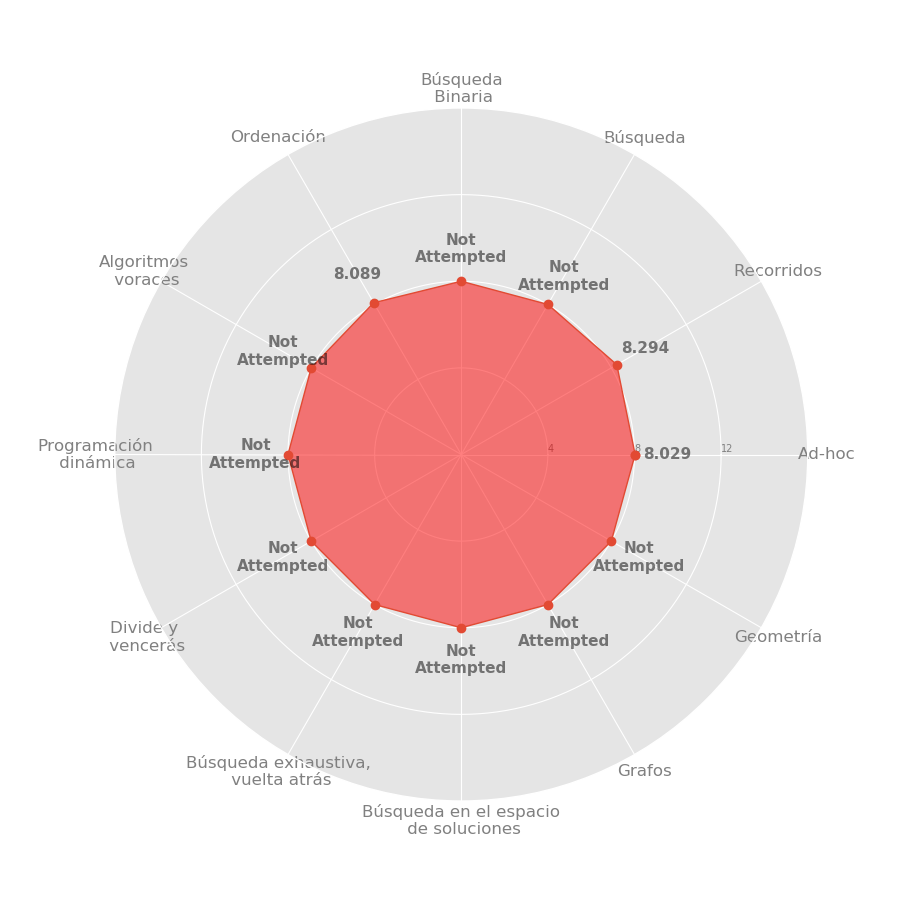 Búsqueda
Binaria
Ordenación
Búsqueda
Algoritmos
voraces
Recorridos
Not
Attempted
Not
Attempted
8.089
8.294
Not
Attempted
Programación
dinámica
Not
Attempted
4
8
12
8.029
Ad-hoc
Not
Attempted
Not
Attempted
Divide y
vencerás
Geometría
Not
Attempted
Not
Attempted
Not
Attempted
Búsqueda exhaustiva,
vuelta atrás
Grafos
Búsqueda en el espacio
de soluciones